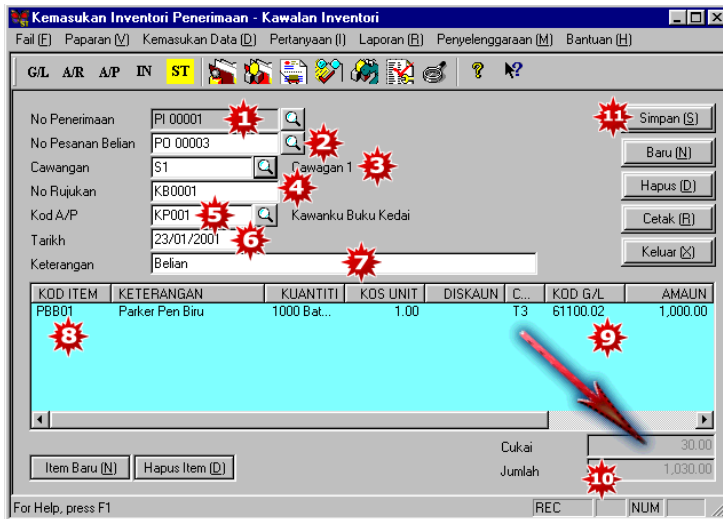 Kemasukan Inventori Penerimaan - Kawalan Inventori
Fail (F) Paparan (V) Kemasukan Data (D) Pertanyaan (I) Laporan (R) Penyelenggaraan (M) Bantuan (H)
G/L A/R A/P IN ST
No Penerimaan PI 00001 1 11 Simpan (S)
No Pesanan Belian PO 00003 2 Baru (N)
Cawangan S1 Cawagan 1 3
No Rujukan KB0001 4 Hapus (D)
Kod A/P KP001 5 Kawanku Buku Kedai Cetak (R)
Tarikh 23/01/2001 6
Keterangan Belian 7 Keluar (X)
KOD ITEM KETERANGAN KUANTITI KOS UNIT DISKAUN C... KOD G/L AMAUN
PBB01 Parker Pen Biru 1000 Bat... 1.00 T3 61100.02 1,000.00
8 9
Cukai 30.00
Item Baru (N) Hapus Item (D) Jumlah 10 1,030.00
For Help, press F1 REC NUM